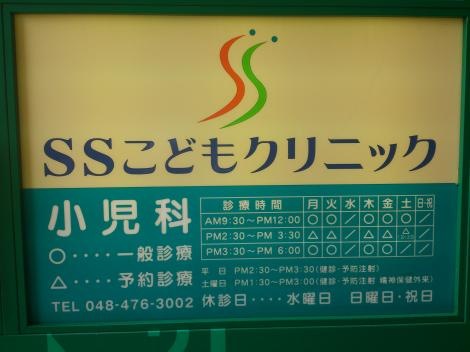 SSこどもクリニック
小児科
○‥‥一般診療
△‥‥予約診療
TEL 048-476-3002
診療時間 月 火 水 木 金 土 日・祝
AM9:30〜PM12:00 ○ ○ ／ ○ ○ ○ ／
PM2:30〜PM 3:30 △ △ ／ △ △ △ ／
PM3:30〜PM 6:00 ○ ○ ／ ○ ○ ／ ／
平 日 PM2:30〜PM3:30(健診・予防注射)
土曜日 PM1:30〜PM3:00(健診・予防注射 精神保健外来)
休診日‥‥水曜日 日曜日・祝日